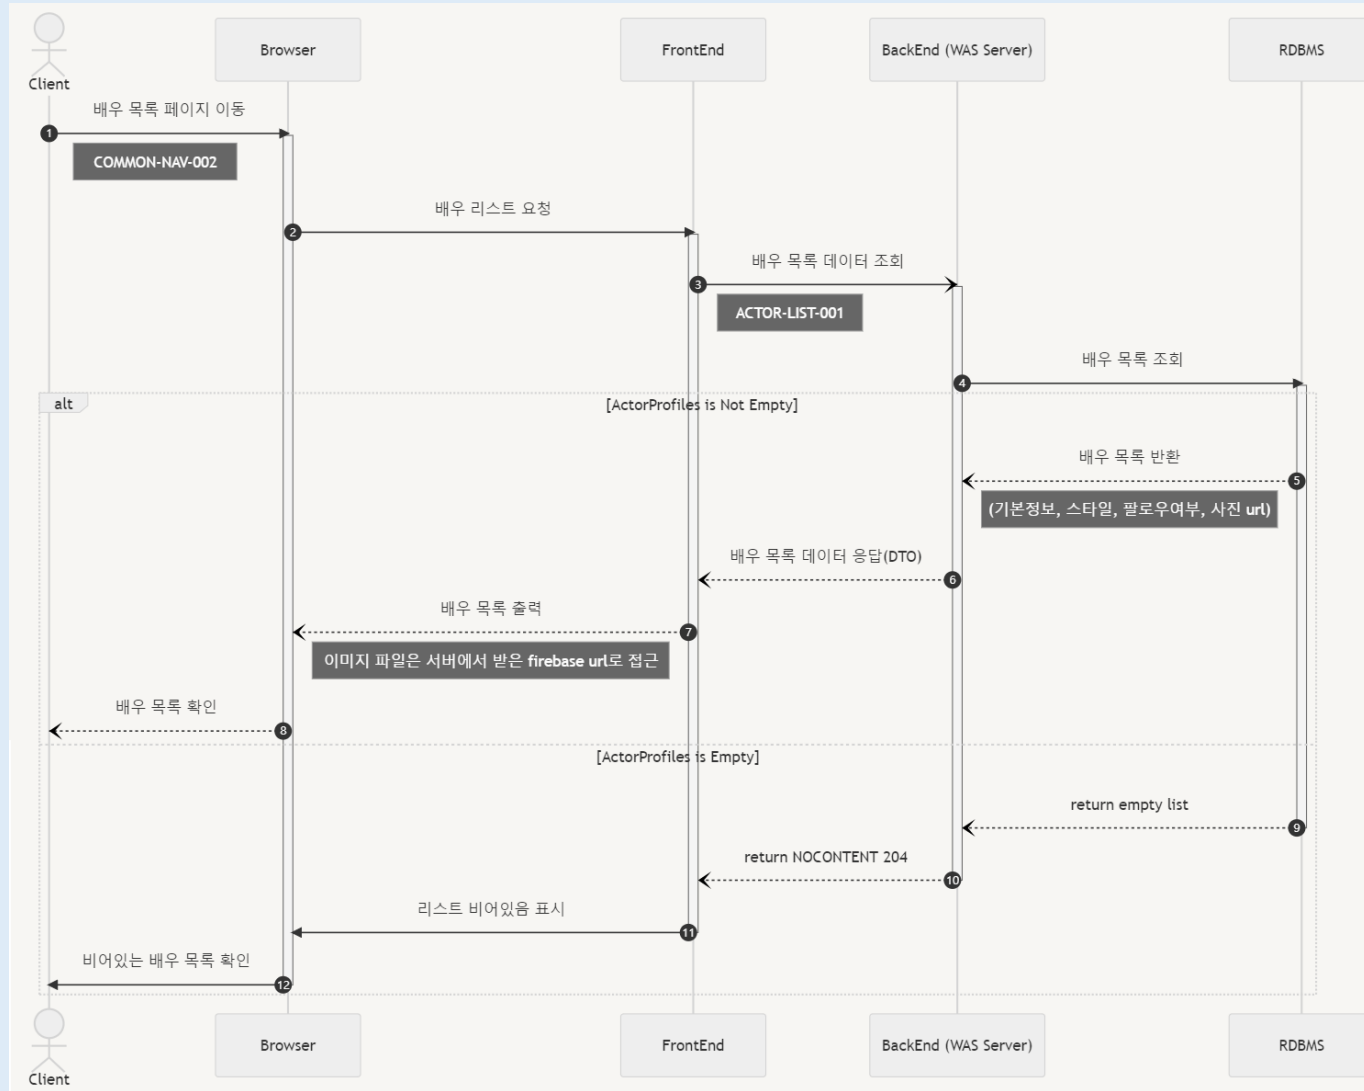 Browser
FrontEnd
BackEnd (WAS Server)
RDBMS
Client
배우 목록 페이지 이동
1
COMMON-NAV-002
배우 리스트 요청
2
배우 목록 데이터 조회
3
ACTOR-LIST-001
배우 목록 조회
4
alt
[ActorProfiles is Not Empty]
배우 목록 반환
5
(기본정보, 스타일, 팔로우여부, 사진 url)
배우 목록 데이터 응답(DTO)
6
배우 목록 출력
7
이미지 파일은 서버에서 받은 firebase url로 접근
배우 목록 확인
8
[ActorProfiles is Empty]
return empty list
9
return NOCONTENT 204
10
리스트 비어있음 표시
11
비어있는 배우 목록 확인
12
Browser
FrontEnd
BackEnd (WAS Server)
RDBMS
Client